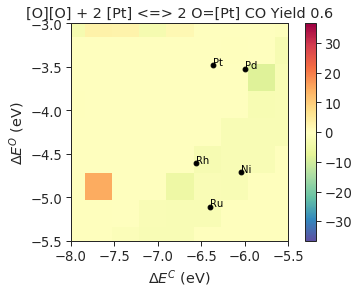 [O][O] + 2 [Pt] <=> 2 O=[Pt] CO Yield 0.6
−3.0
−3.5
−4.0
−4.5
−5.0
−5.5
ΔE^O (eV)
Pt
Pd
Rh
Ni
Ru
−8.0 −7.5 −7.0 −6.5 −6.0 −5.5
ΔE^C (eV)
30
20
10
0
−10
−20
−30